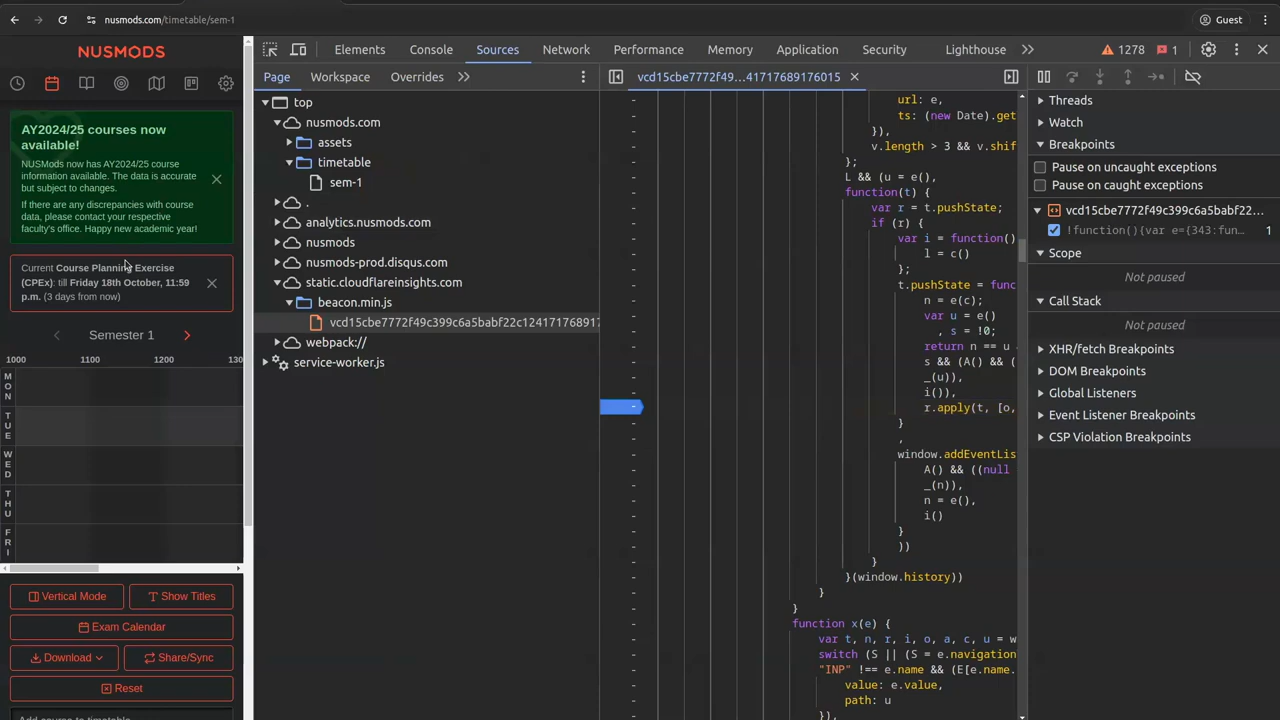 nusmods.com/timetable/sem-1
Guest
NUSMODS
Elements
Console
Sources
Network
Performance
Memory
Application
Security
Lighthouse
1278
1
Page
Workspace
Overrides
vcd15cbe7772f49...41717689176015
AY2024/25 courses now
available!
NUSMods now has AY2024/25 course
information available. The data is accurate
but subject to changes.
If there are any discrepancies with course
data, please contact your respective
faculty's office. Happy new academic year!
Current Course Planning Exercise
(CPEx): till Friday 18th October, 11:59
p.m. (3 days from now)
Semester 1
1000
1100
1200
1300
MON
TUE
WED
THU
FRI
Vertical Mode
Show Titles
Exam Calendar
Download
Share/Sync
Reset
Add course to timetable
top
nusmods.com
assets
timetable
sem-1
.
analytics.nusmods.com
nusmods
nusmods-prod.disqus.com
static.cloudflareinsights.com
beacon.min.js
vcd15cbe7772f49c399c6a5babf22c124171768917
webpack://
service-worker.js
url: e,
ts: (new Date).get
}),
v.length > 3 && v.shif
};
L && (u = e(),
function(t) {
var r = t.pushState;
if (r) {
var i = function()
l = c()
};
t.pushState = func
n = e(c);
var u = e()
, s = !0;
return n == u
s && (A() && (
_(u)),
i()),
r.apply(t, [o,
}
,
window.addEventLis
A() && ((null
_(n)),
n = e(),
i()
}
))
}
}(window.history))
}
}
function x(e) {
var t, n, r, i, o, a, c, u = w
switch (S || (S = e.navigation
"INP" !== e.name && (E[e.name.
value: e.value,
path: u
}),
Threads
Watch
Breakpoints
Pause on uncaught exceptions
Pause on caught exceptions
vcd15cbe7772f49c399c6a5babf22...
!function(){var e={343:fun...
1
Scope
Not paused
Call Stack
Not paused
XHR/fetch Breakpoints
DOM Breakpoints
Global Listeners
Event Listener Breakpoints
CSP Violation Breakpoints